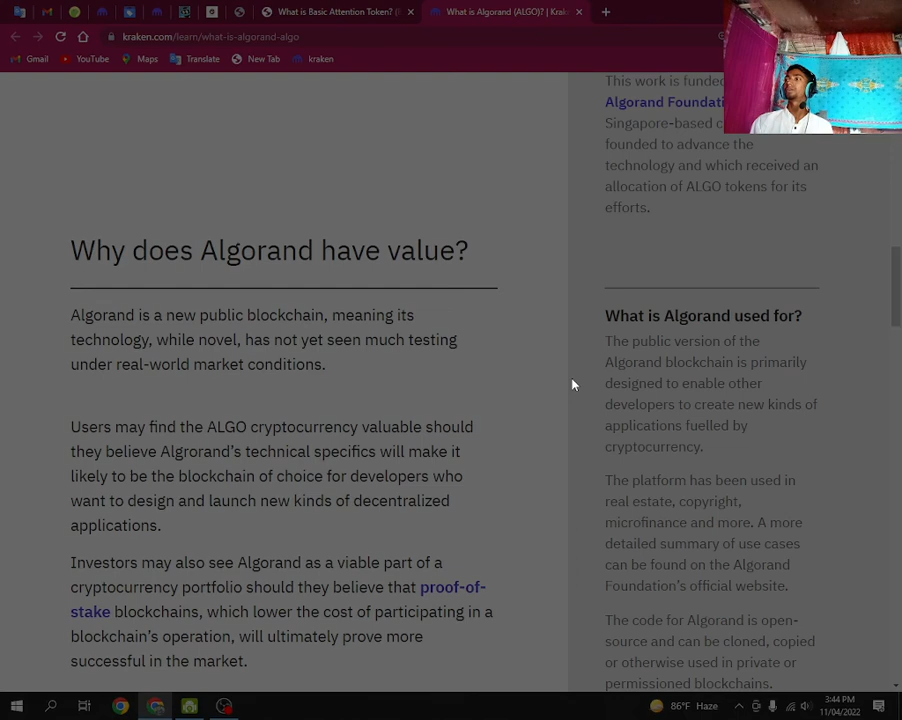 What is Basic Attention Token? (
What is Algorand (ALGO)? | Krak
kraken.com/learn/what-is-algorand-algo
Gmail
YouTube
Maps
Translate
New Tab
kraken
This work is funded
Algorand Foundati
Singapore-based c
founded to advance the
technology and which received an
allocation of ALGO tokens for its
efforts.
Why does Algorand have value?
Algorand is a new public blockchain, meaning its
technology, while novel, has not yet seen much testing
under real-world market conditions.
Users may find the ALGO cryptocurrency valuable should
they believe Algrorand’s technical specifics will make it
likely to be the blockchain of choice for developers who
want to design and launch new kinds of decentralized
applications.
Investors may also see Algorand as a viable part of a
cryptocurrency portfolio should they believe that proof-of-
stake blockchains, which lower the cost of participating in a
blockchain’s operation, will ultimately prove more
successful in the market.
What is Algorand used for?
The public version of the
Algorand blockchain is primarily
designed to enable other
developers to create new kinds of
applications fuelled by
cryptocurrency.
The platform has been used in
real estate, copyright,
microfinance and more. A more
detailed summary of use cases
can be found on the Algorand
Foundation’s official website.
The code for Algorand is open-
source and can be cloned, copied
or otherwise used in private or
permissioned blockchains.
86°F Haze
3:44 PM
11/04/2022